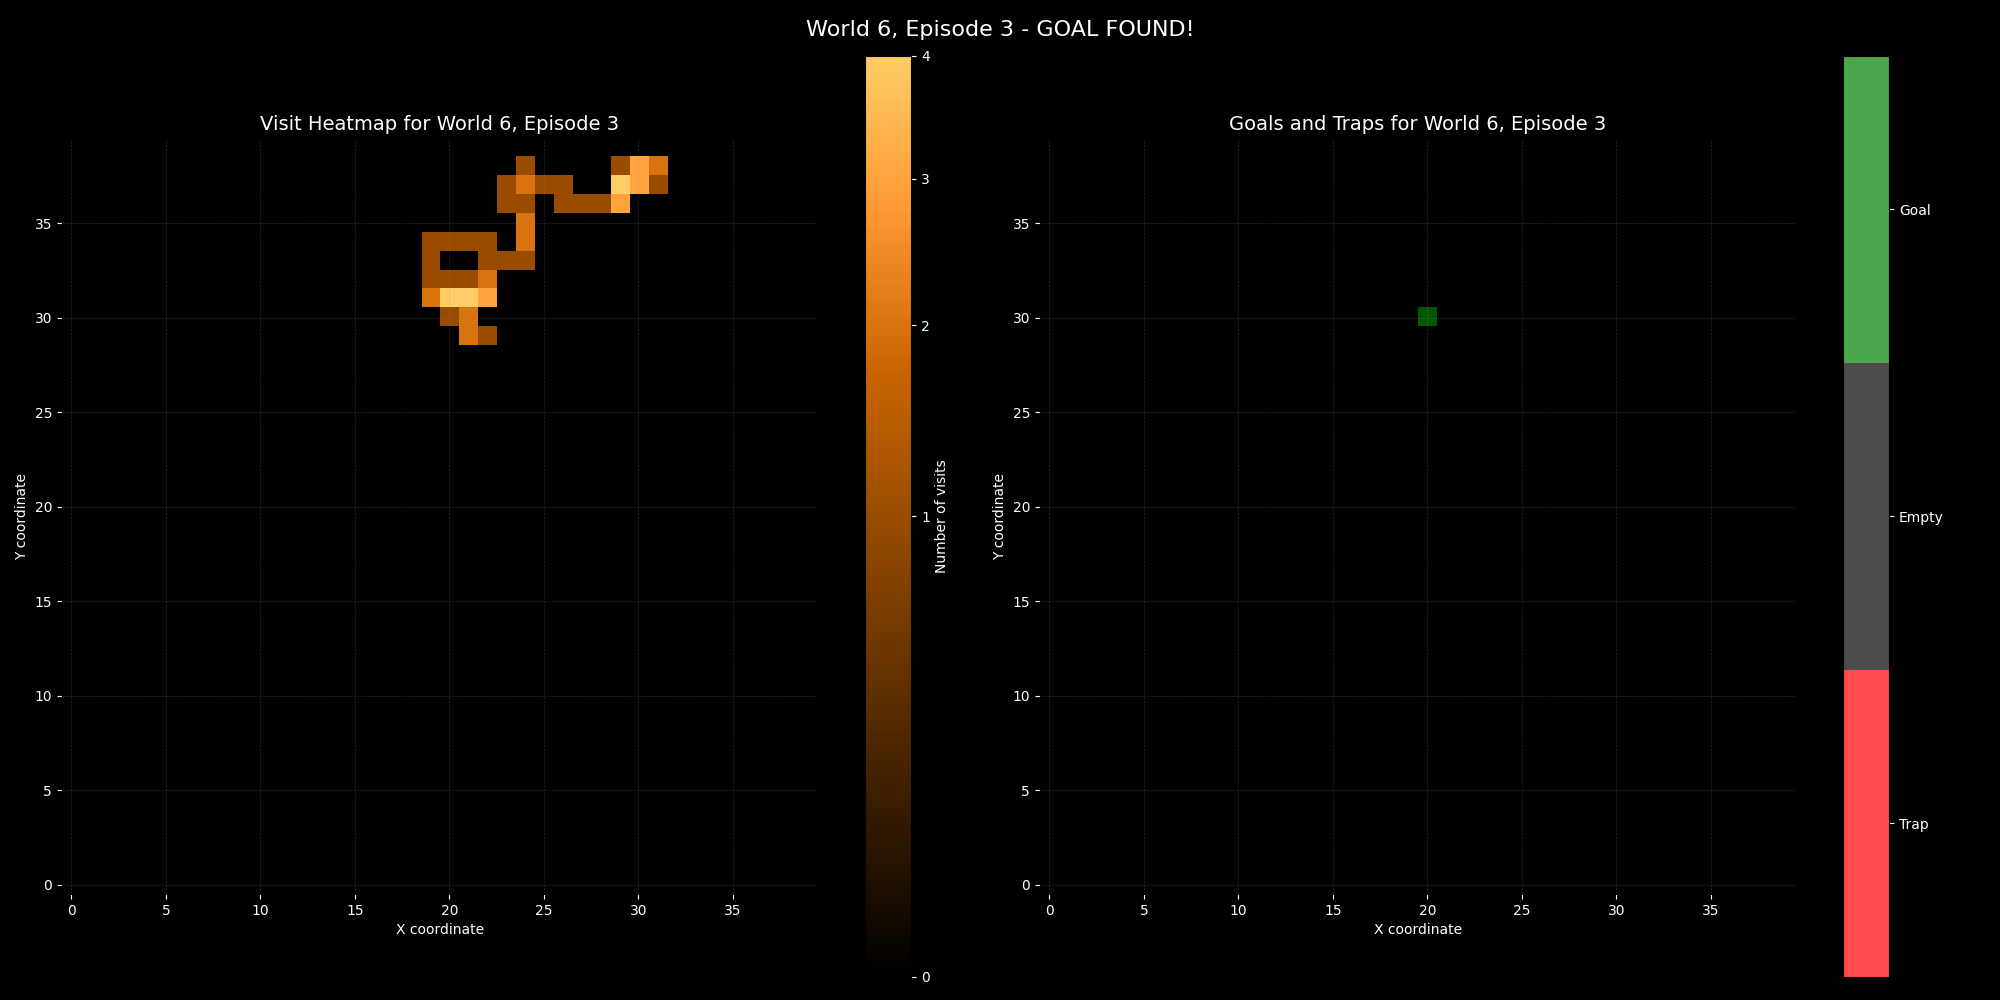 World 6, Episode 3 - GOAL FOUND!
Visit Heatmap for World 6, Episode 3
35
30
25
20
15
10
5
0
Y coordinate
0 5 10 15 20 25 30 35
X coordinate
4
3
2
1
0
Number of visits
Goals and Traps for World 6, Episode 3
35
30
25
20
15
10
5
0
Y coordinate
0 5 10 15 20 25 30 35
X coordinate
Goal
Empty
Trap